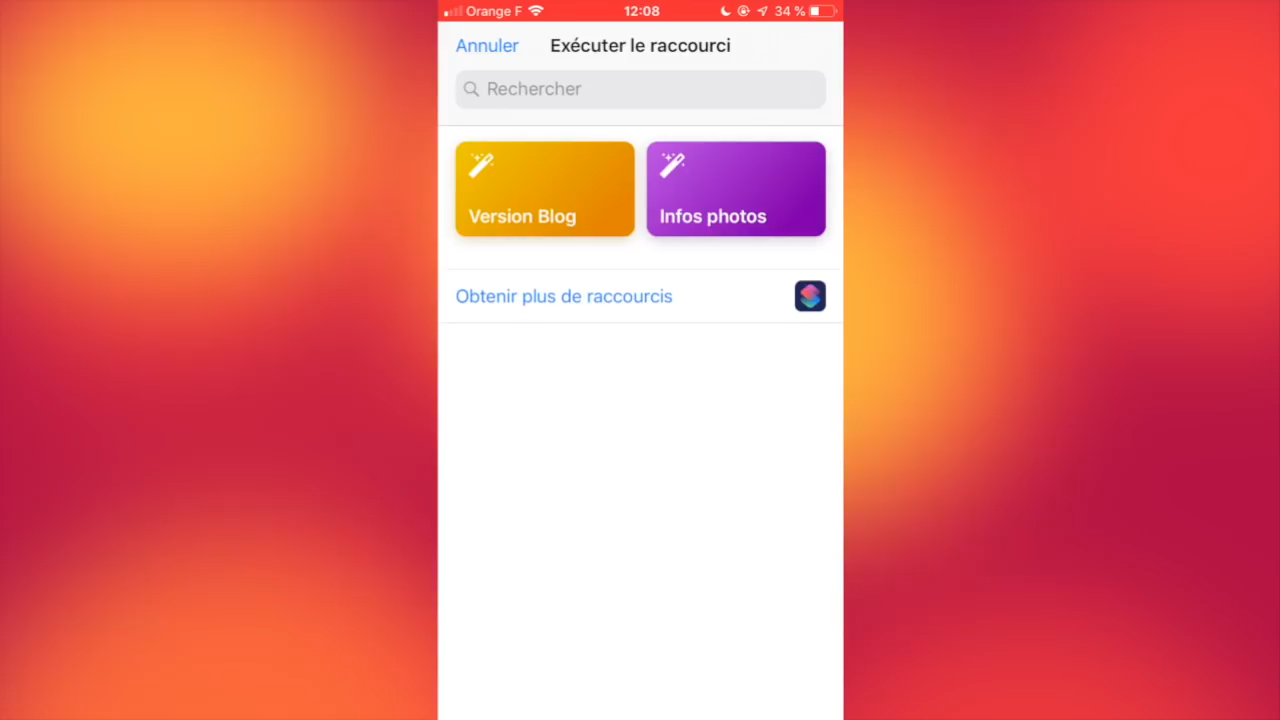 Orange F 12:08 34 %
Annuler Exécuter le raccourci
Rechercher
Version Blog Infos photos
Obtenir plus de raccourcis